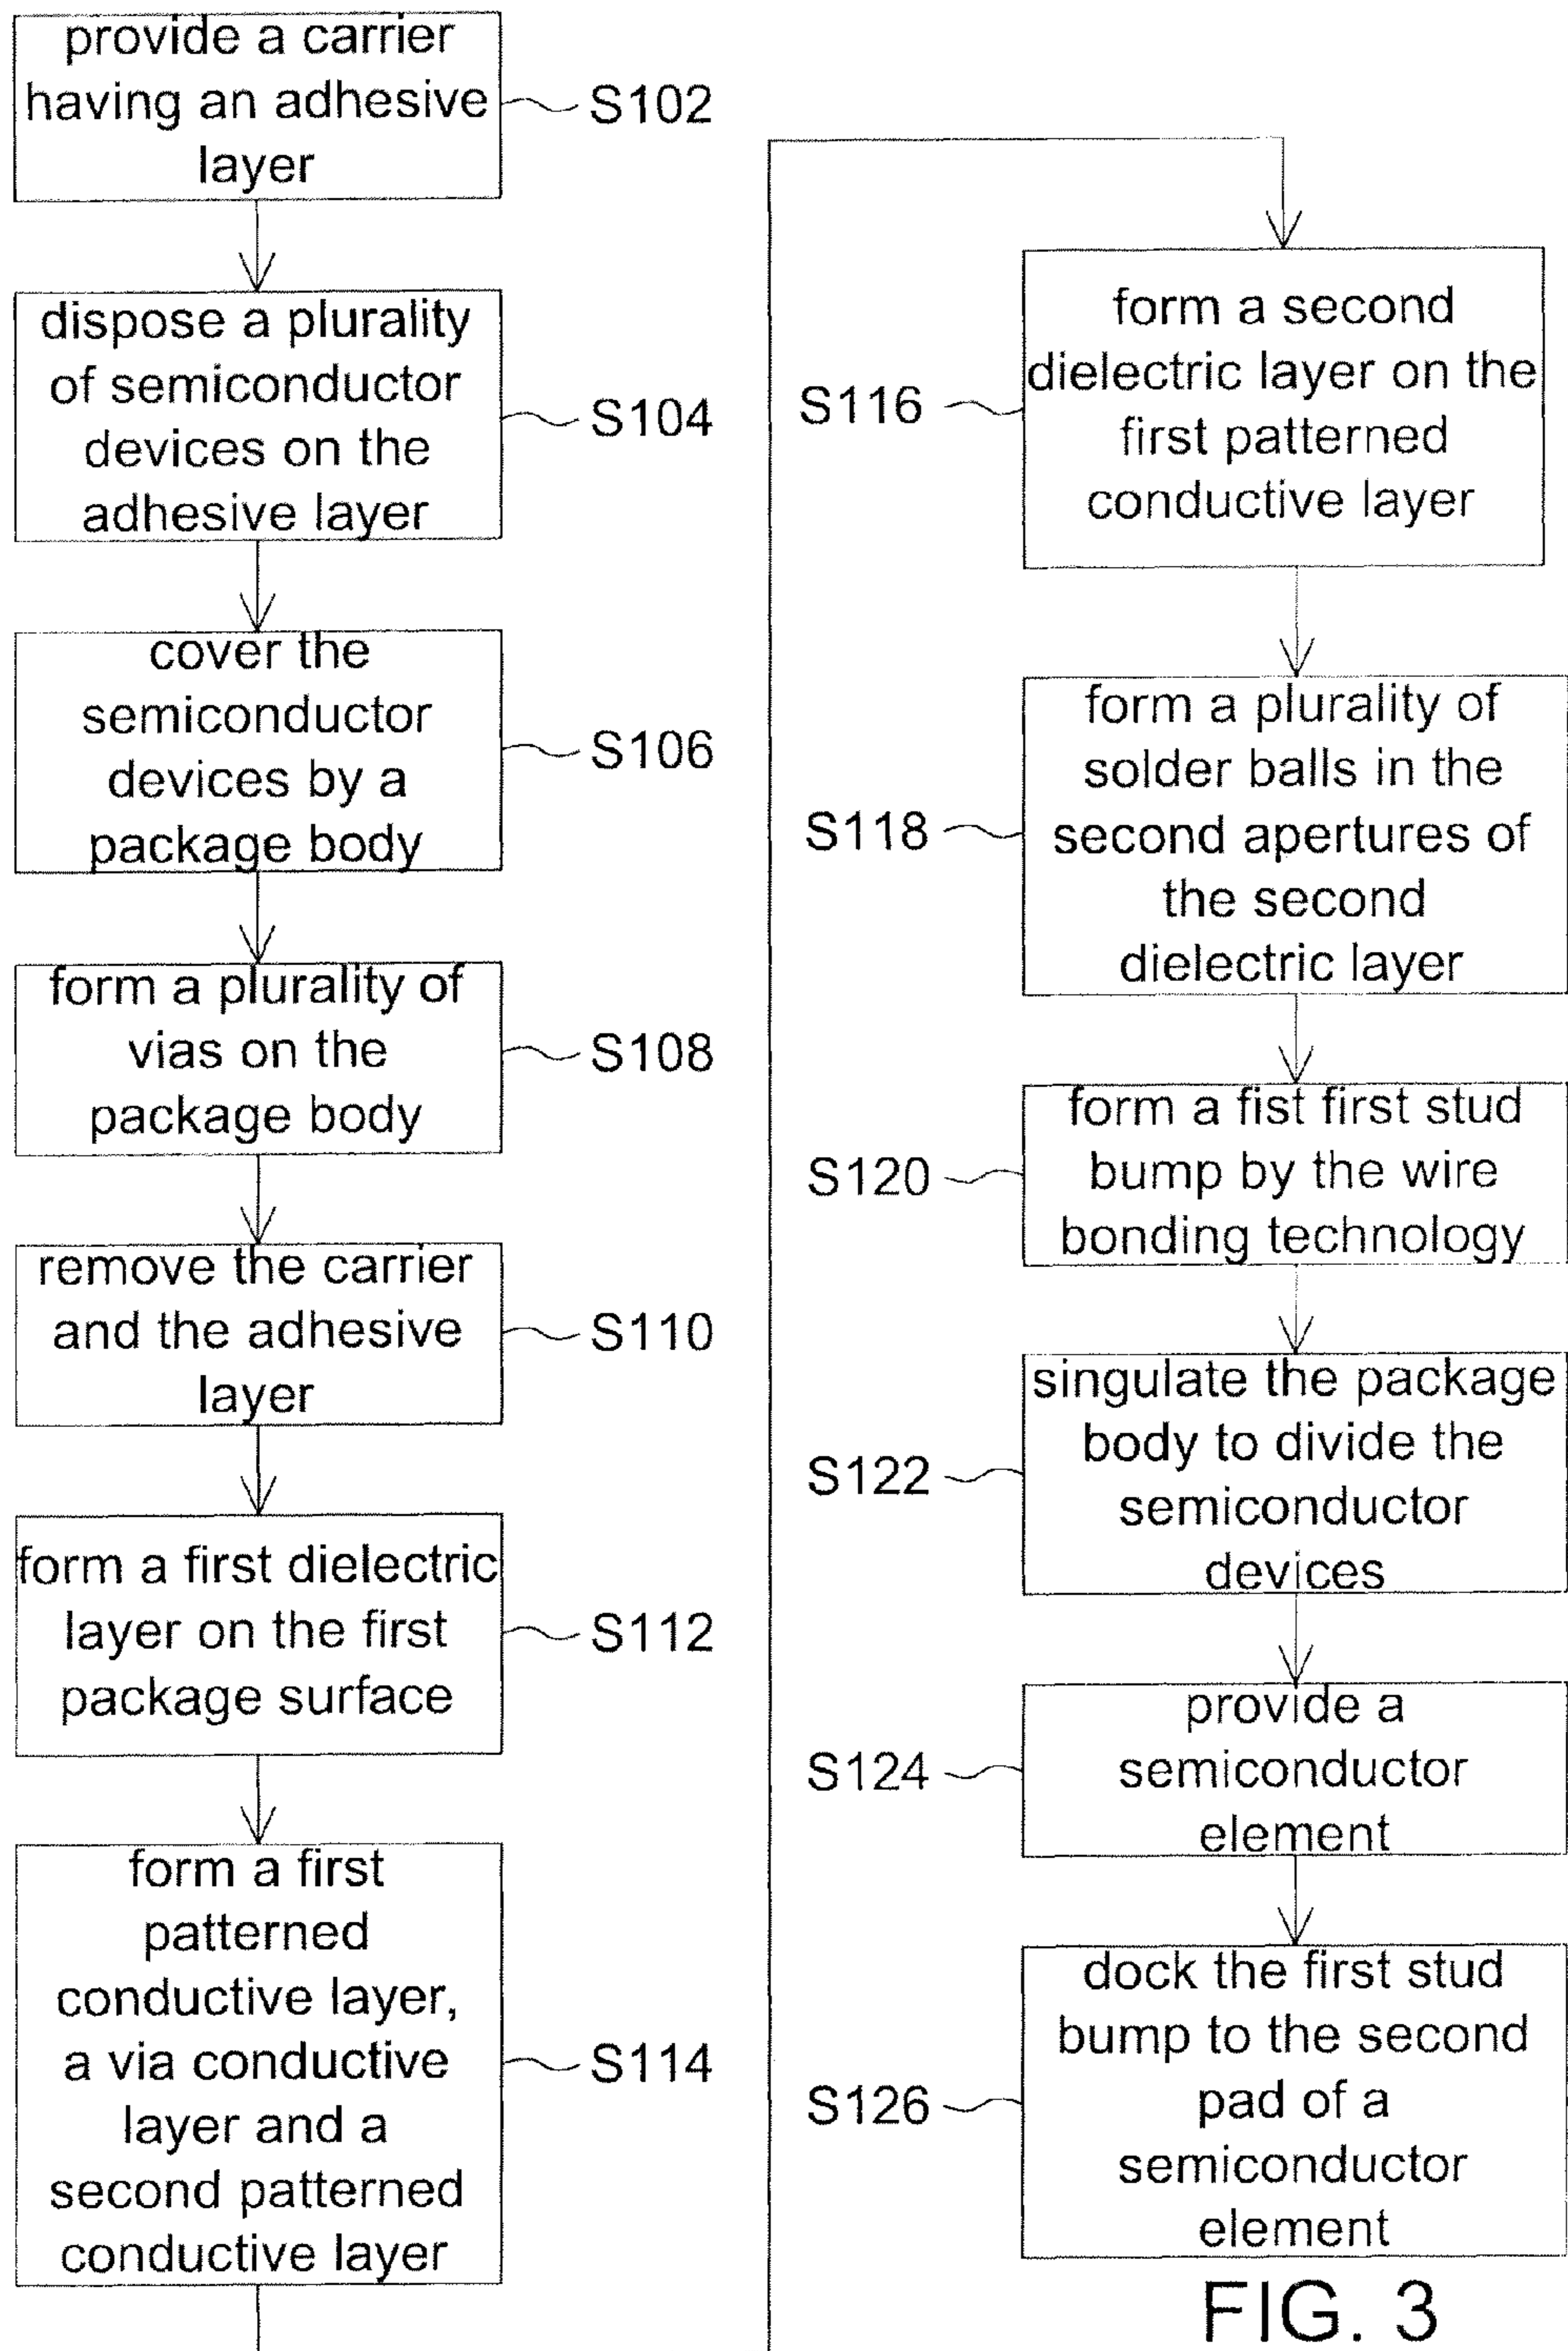 provide a carrier
having an adhesive
layer
S102
dispose a plurality
of semiconductor
devices on the
adhesive layer
S104
cover the
semiconductor
devices by a
package body
S106
form a plurality of
vias on the
package body
S108
remove the carrier
and the adhesive
layer
S110
form a first dielectric
layer on the first
package surface
S112
form a first
patterned
conductive layer,
a via conductive
layer and a
second patterned
conductive layer
S114
form a second
dielectric layer on the
first patterned
conductive layer
S116
form a plurality of
solder balls in the
second apertures of
the second
dielectric layer
S118
form a fist first stud
bump by the wire
bonding technology
S120
singulate the package
body to divide the
semiconductor
devices
S122
provide a
semiconductor
element
S124
dock the first stud
bump to the second
pad of a
semiconductor
element
S126
FIG. 3